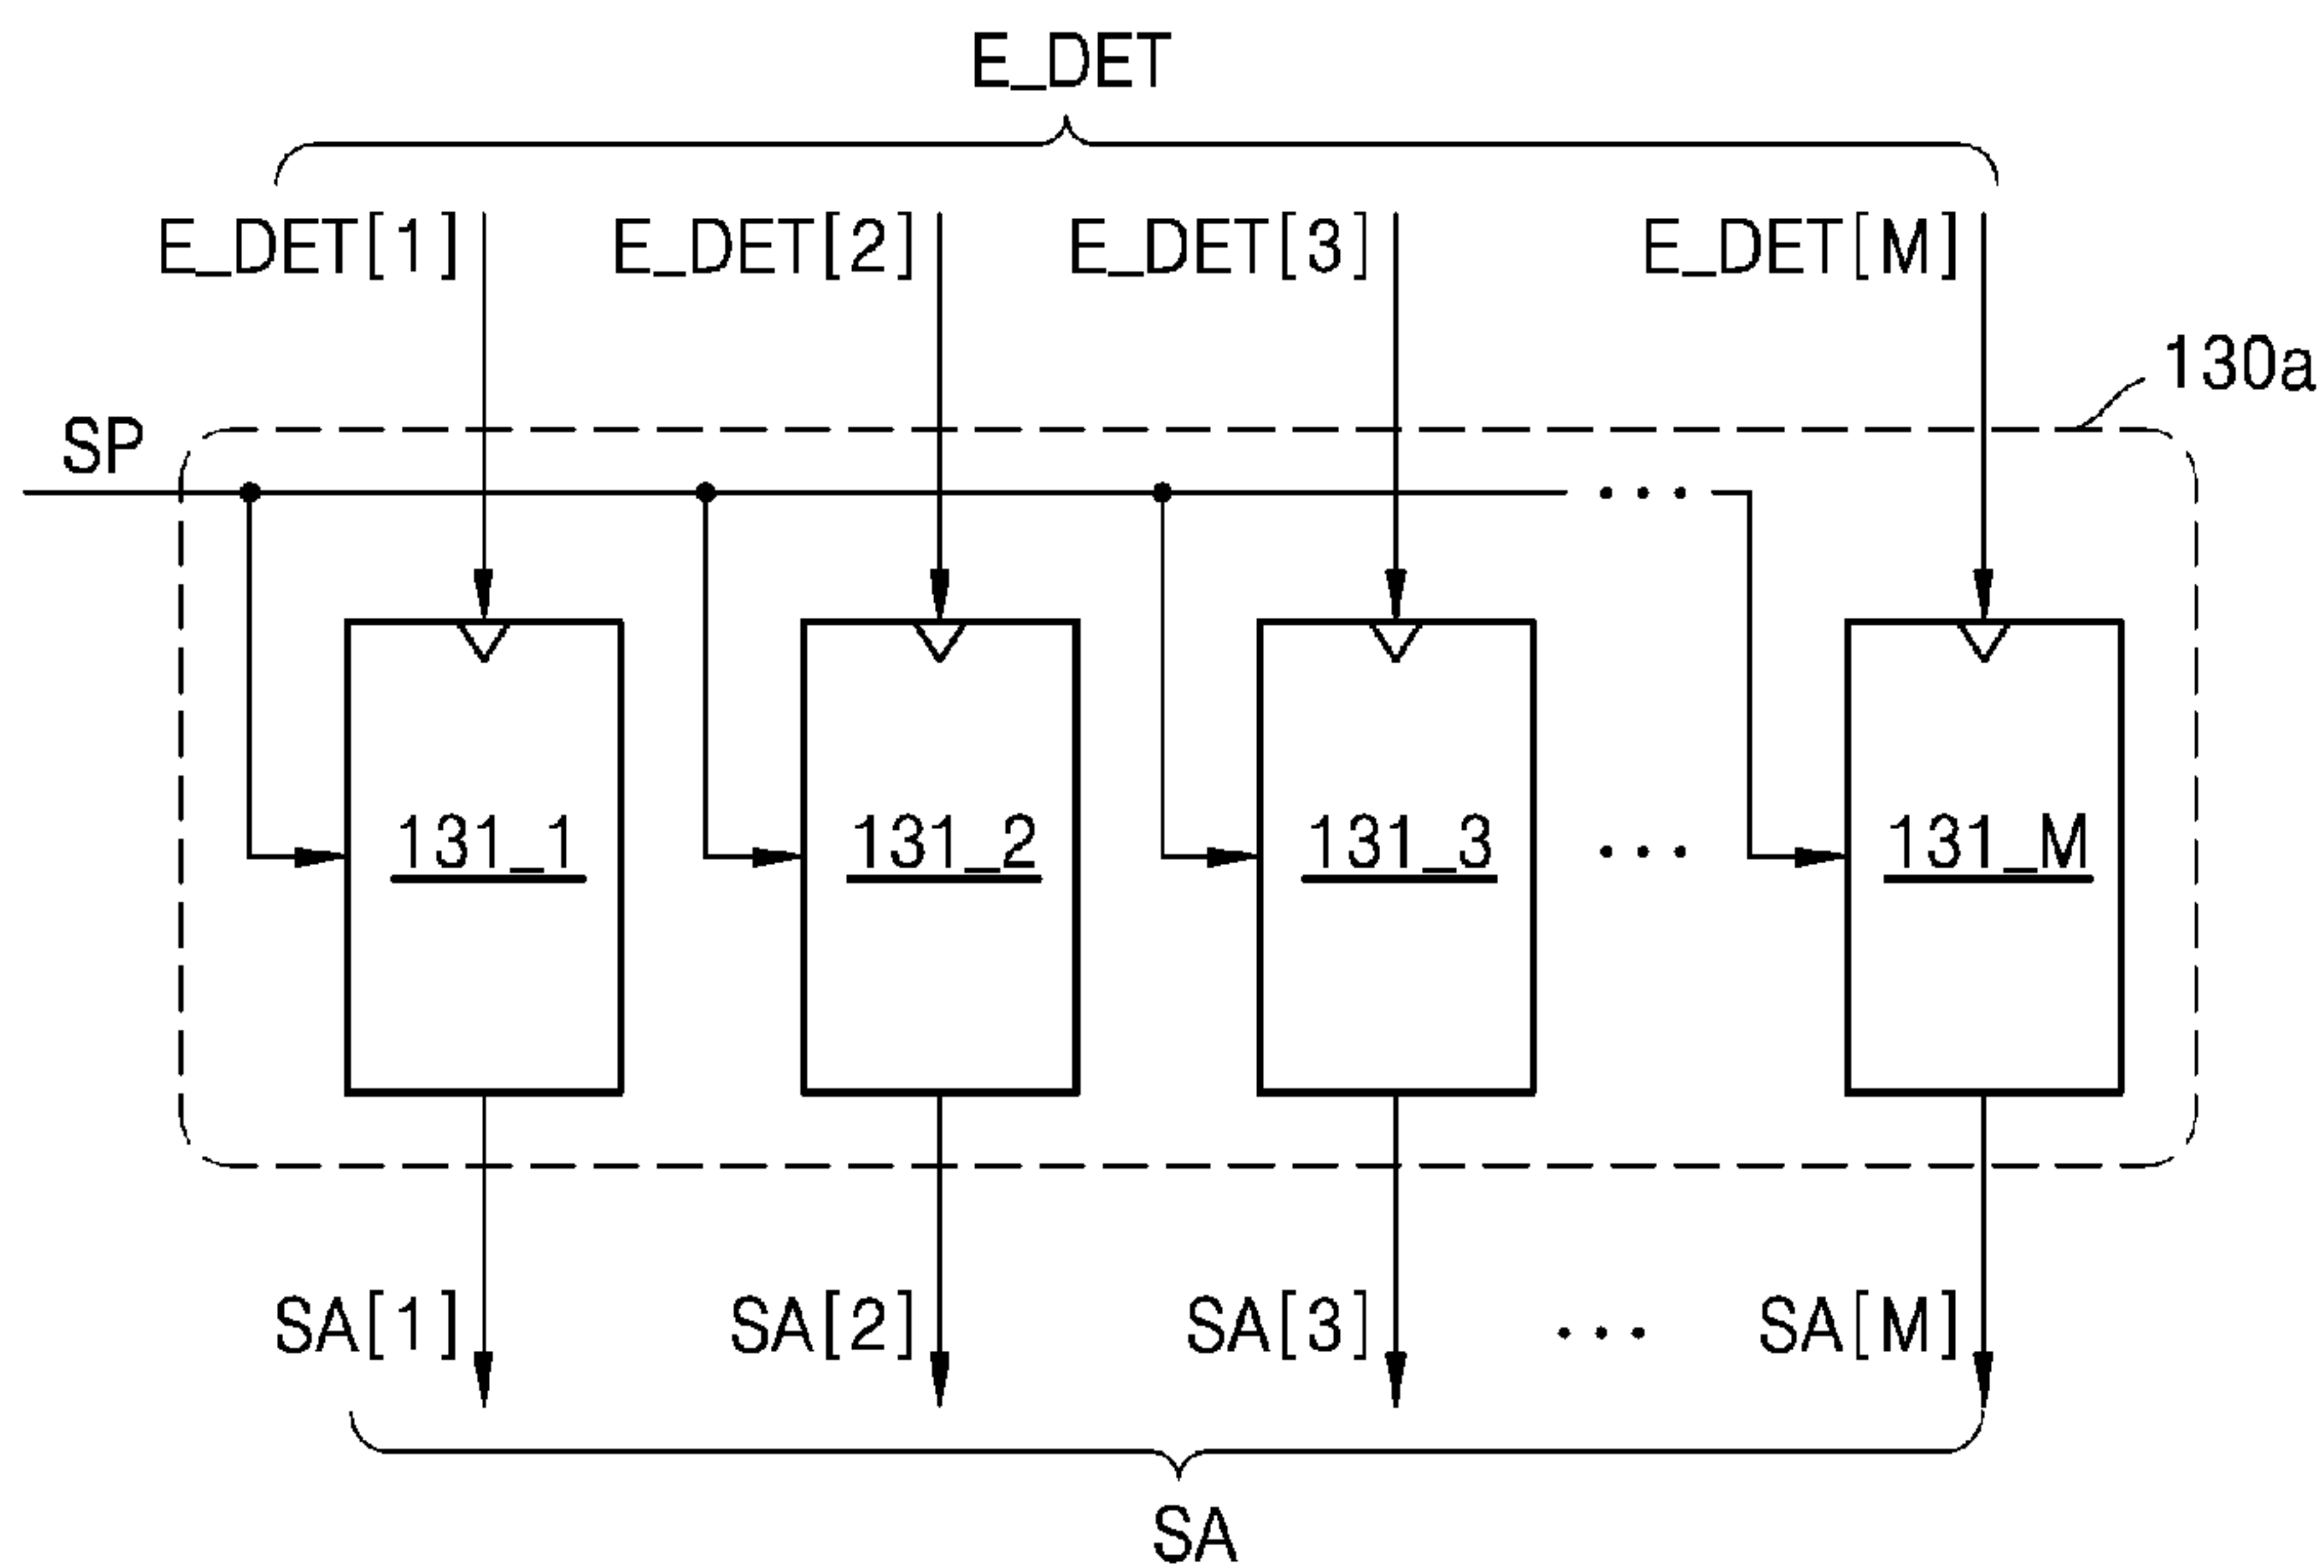 E_DET
E_DET[1] E_DET[2] E_DET[3] E_DET[M]
130a
SP
...
131_1 131_2 131_3 ... 131_M
SA[1] SA[2] SA[3] ... SA[M]
SA